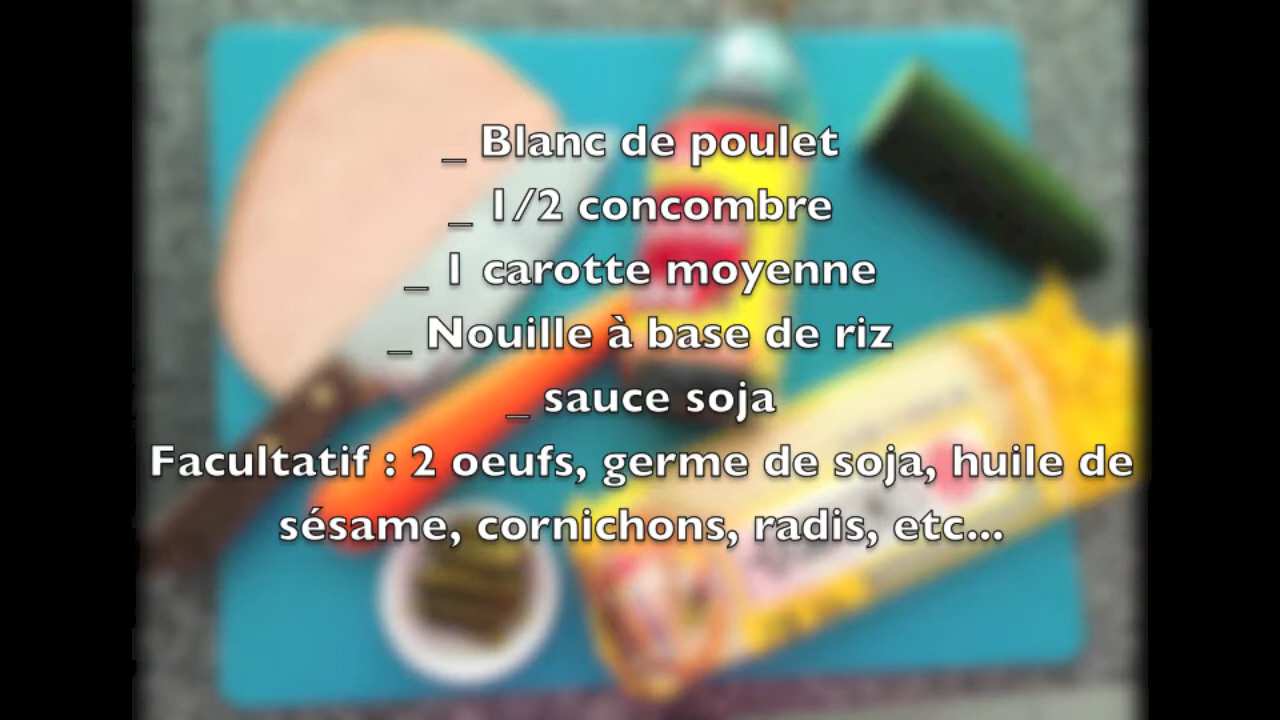 _ Blanc de poulet
_ 1/2 concombre
_ 1 carotte moyenne
_ Nouille à base de riz
_ sauce soja
Facultatif : 2 oeufs, germe de soja, huile de
sésame, cornichons, radis, etc...